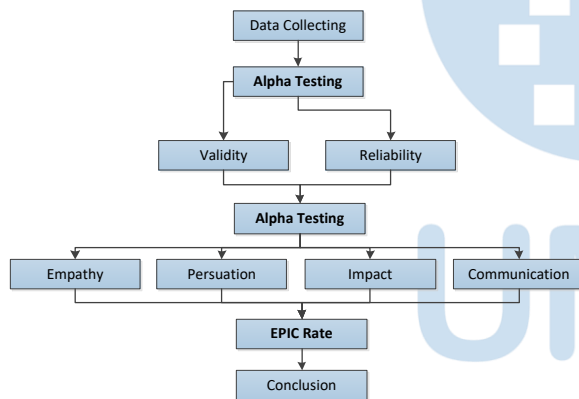 Data Collecting
Alpha Testing
Validity
Reliability
Alpha Testing
Empathy
Persuation
Impact
Communication
EPIC Rate
Conclusion